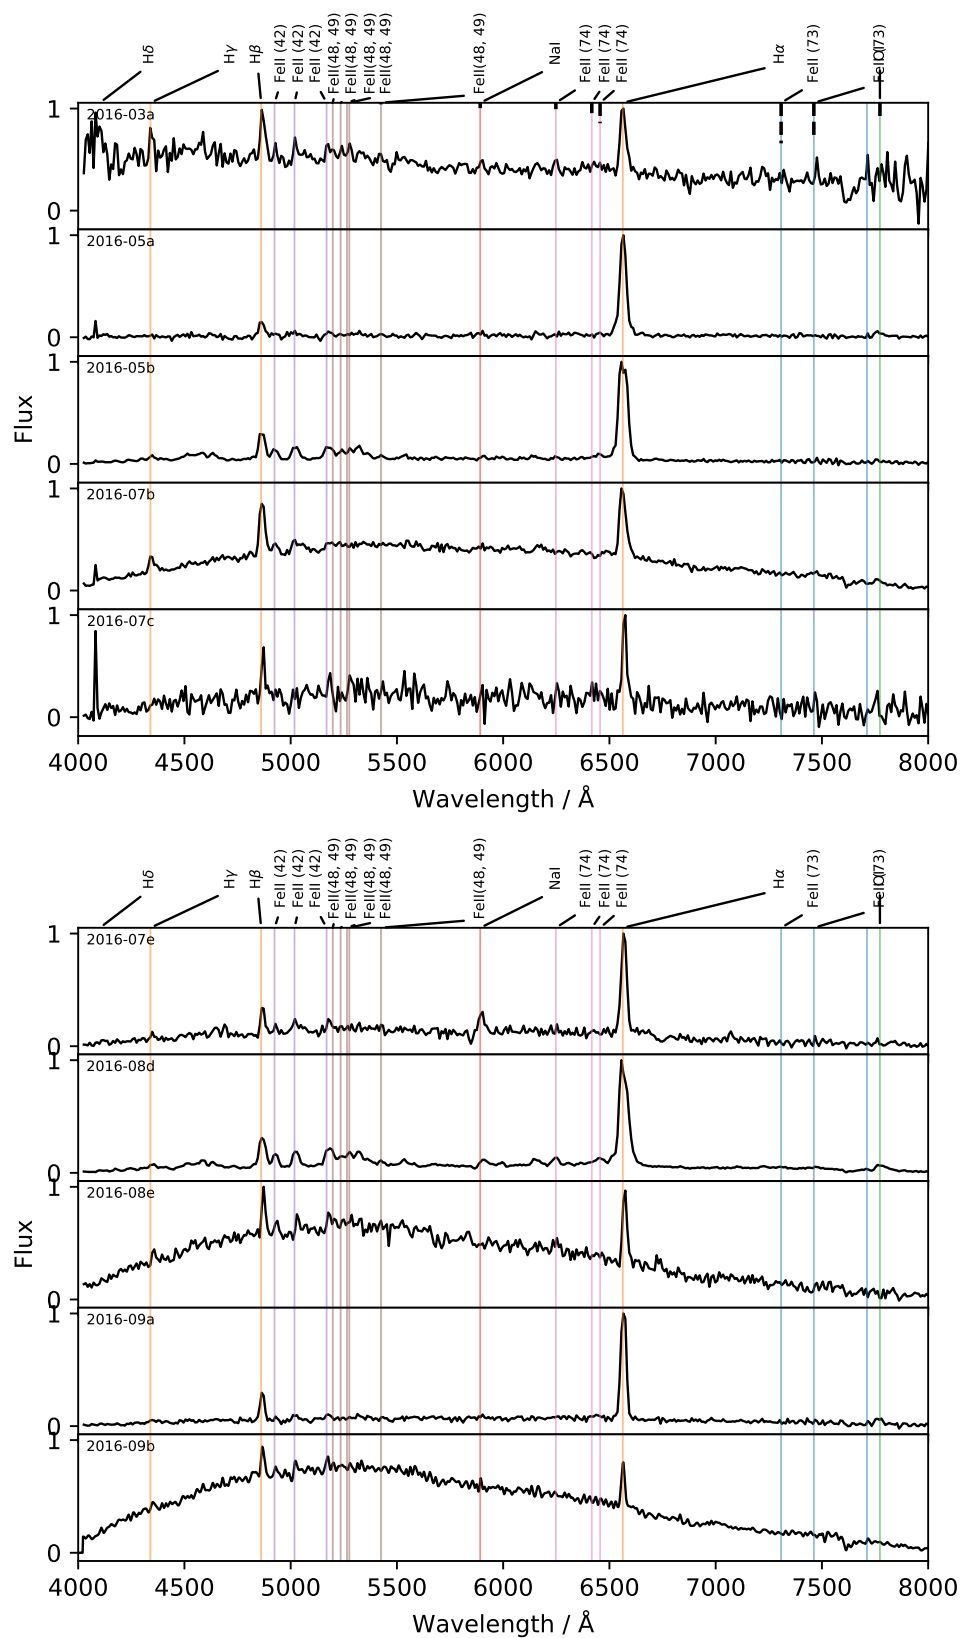 Hδ Hγ Hβ FeII (42) FeII (42) FeII (42) FeII(48, 49) FeII(48, 49) FeII(48, 49) FeII(48, 49) FeII(48, 49) NaI FeII (74) FeII (74) FeII (74) Hα FeII (73) FeII (73)
1
2016-03a
0
1
2016-05a
0
1
2016-05b
Flux
0
1
2016-07b
0
1
2016-07c
0
4000 4500 5000 5500 6000 6500 7000 7500 8000
Wavelength / Å
Hδ Hγ Hβ FeII (42) FeII (42) FeII (42) FeII(48, 49) FeII(48, 49) FeII(48, 49) FeII(48, 49) FeII(48, 49) NaI FeII (74) FeII (74) FeII (74) Hα FeII (73) FeII (73)
1
2016-07e
0
1
2016-08d
0
1
2016-08e
Flux
0
1
2016-09a
0
1
2016-09b
0
4000 4500 5000 5500 6000 6500 7000 7500 8000
Wavelength / Å